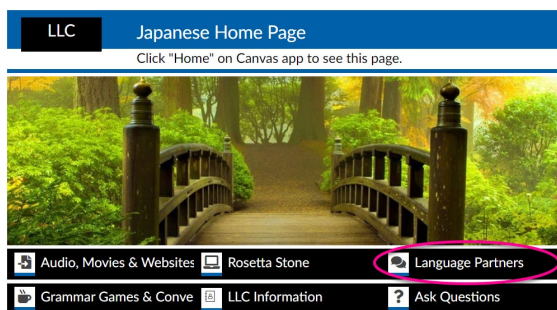 LLC Japanese Home Page
Click "Home" on Canvas app to see this page.
Audio, Movies & Websites Rosetta Stone Language Partners
Grammar Games & Conve LLC Information Ask Questions